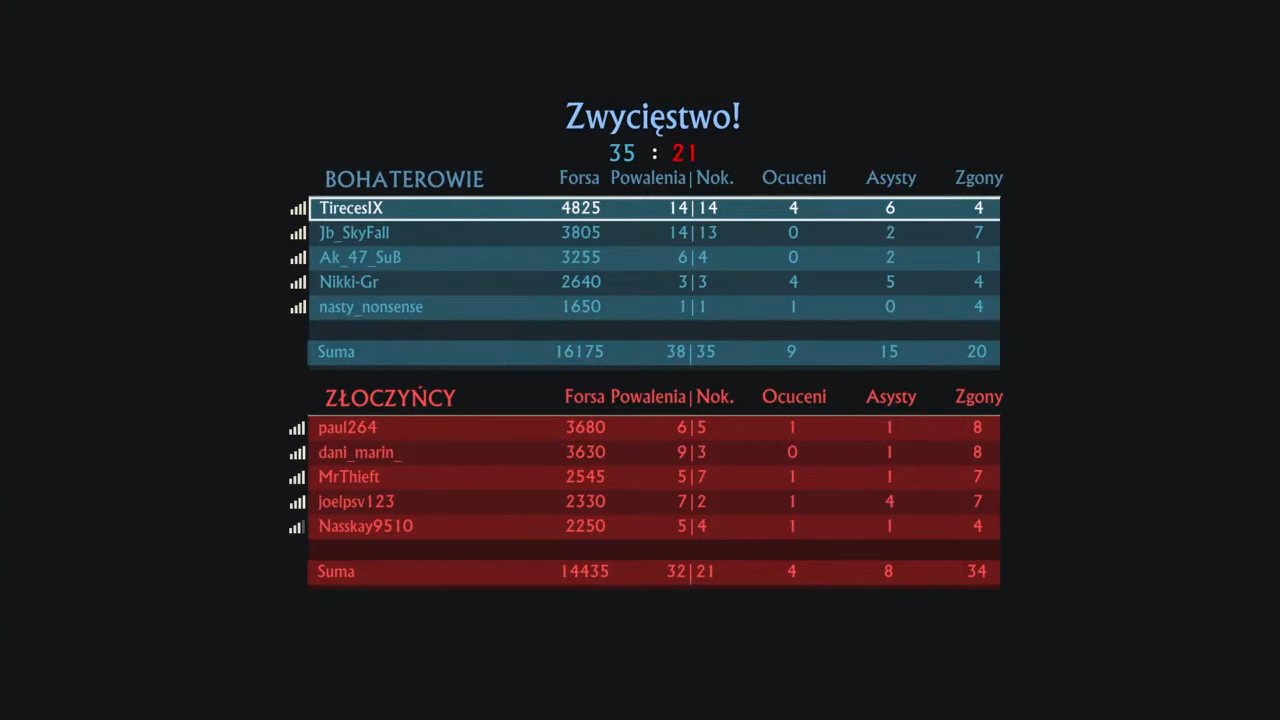 Zwycięstwo!
35 : 21
BOHATEROWIE Forsa Powalenia | Nok. Ocuceni Asysty Zgony
TirecesIX 4825 14 | 14 4 6 4
Jb_SkyFall 3805 14 | 13 0 2 7
Ak_47_SuB 3255 6 | 4 0 2 1
Nikki-Gr 2640 3 | 3 4 5 4
nasty_nonsense 1650 1 | 1 1 0 4
Suma 16175 38 | 35 9 15 20
ZŁOCZYŃCY Forsa Powalenia | Nok. Ocuceni Asysty Zgony
paul264 3680 6 | 5 1 1 8
dani_marin_ 3630 9 | 3 0 1 8
MrThieft 2545 5 | 7 1 1 7
joelpsv123 2330 7 | 2 1 4 7
Nasskay9510 2250 5 | 4 1 1 4
Suma 14435 32 | 21 4 8 34